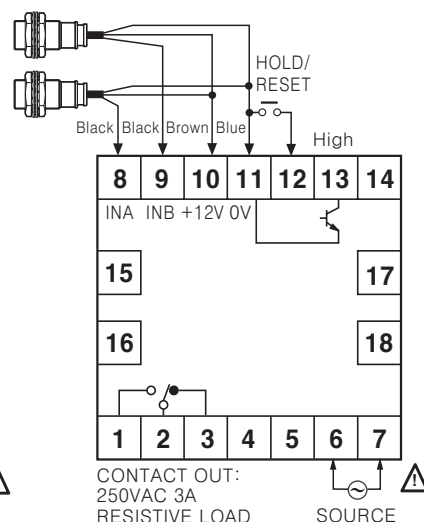 HOLD/
RESET
Black Black Brown Blue
High
8 9 10 11 12 13 14
INA INB +12V 0V
15 17
16 18
1 2 3 4 5 6 7
CONTACT OUT:
250VAC 3A
RESISTIVE LOAD
SOURCE